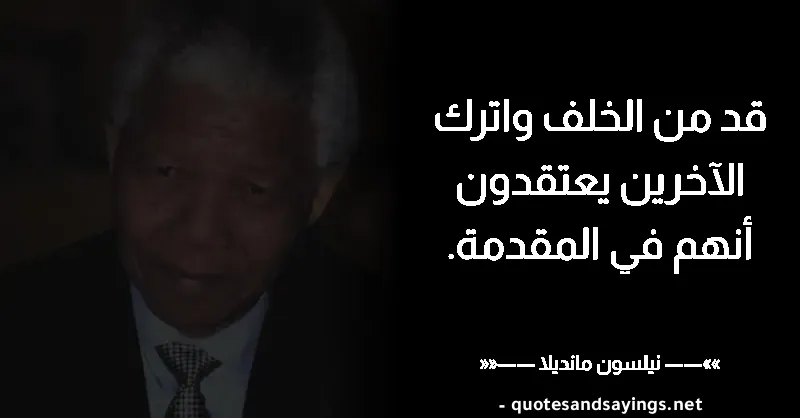 قد من الخلف واترك
الآخرين يعتقدون
أنهم في المقدمة.
»»—— نيلسون مانديلا ——««
- quotesandsayings.net